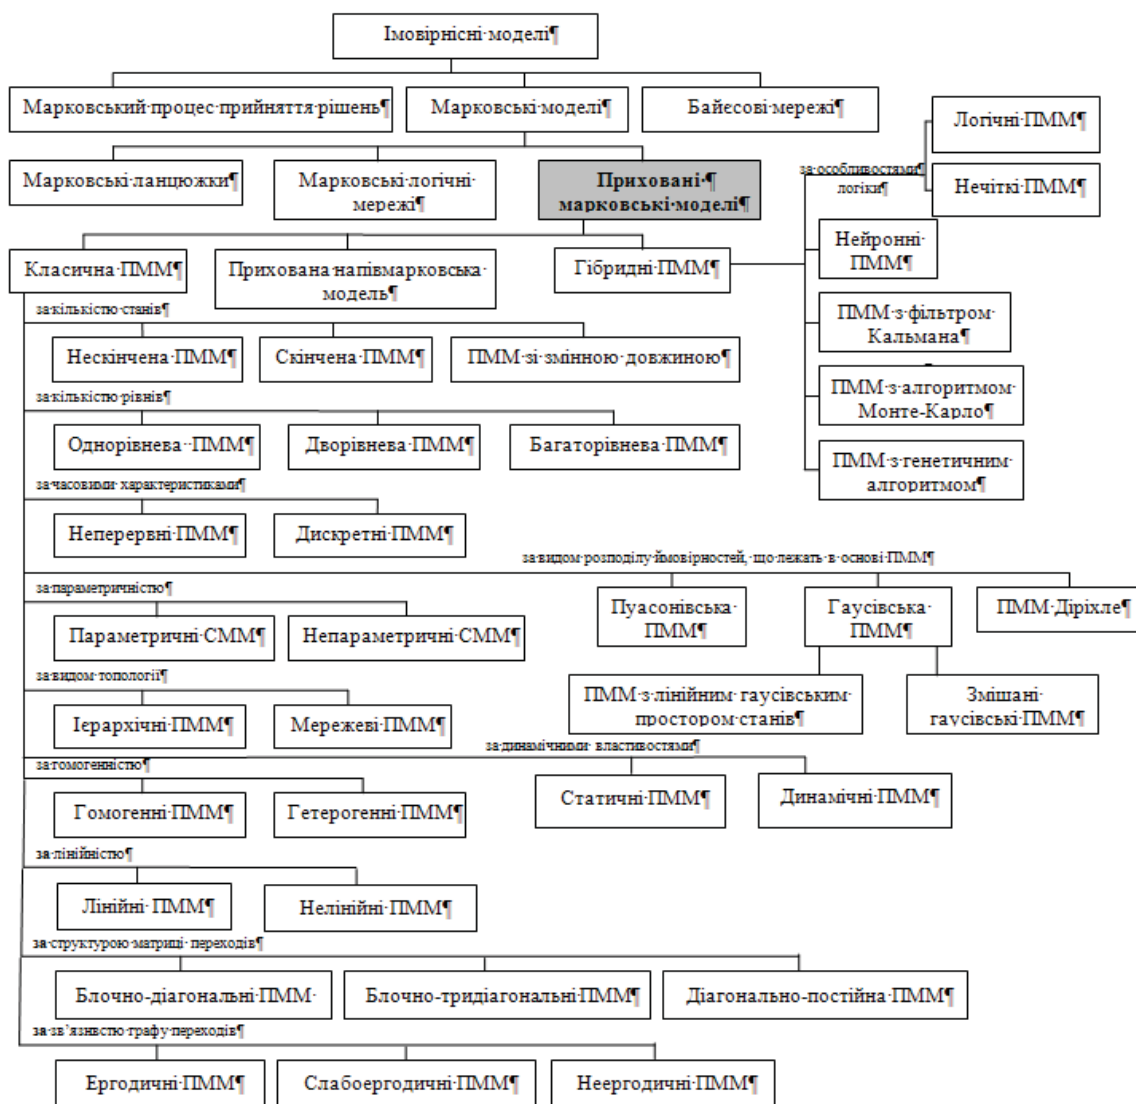 Імовірнісні·моделі¶
Марковський·процес·прийняття·рішень¶
Марковські·моделі¶
Байєсові·мережі¶
Марковські·ланцюжки¶
Марковські·логічні·
мережі¶
Приховані·¶
марковські·моделі¶
за·особливостями¶
логіки¶
Логічні·ПММ¶
Нечіткі·ПММ¶
Класична·ПММ¶
Прихована·напівмарковська·
модель¶
Гібридні·ПММ¶
Нейронні·
ПММ¶
ПММ·з·фільтром·
Кальмана¶
ПММ·з·алгоритмом·
Монте-Карло¶
ПММ·з·генетичним·
алгоритмом¶
за·кількістю·станів¶
Нескінчена·ПММ¶
Скінчена·ПММ¶
ПММ·зі·змінною·довжиною¶
за·кількістю·рівнів¶
Однорівнева··ПММ¶
Дворівнева·ПММ¶
Багаторівнева·ПММ¶
за·часовими·характеристиками¶
Неперервні·ПММ¶
Дискретні·ПММ¶
за·видом·розподілу·ймовірностей,·що·лежать·в·основі·ПММ¶
Пуасонівська·
ПММ¶
Гаусівська·
ПММ¶
ПММ·Діріхле¶
ПММ·з·лінійним·гаусівським·
простором·станів¶
Змішані·
гаусівські·ПММ¶
за·параметричністю¶
Параметричні·СММ¶
Непараметричні·СММ¶
за·видом·топології¶
Ієрархічні·ПММ¶
Мережеві·ПММ¶
за·динамічними·властивостями¶
Статичні·ПММ¶
Динамічні·ПММ¶
за·гомогенністю¶
Гомогенні·ПММ¶
Гетерогенні·ПММ¶
за·лінійністю¶
Лінійні·ПММ¶
Нелінійні·ПММ¶
за·структурою·матриці·переходів¶
Блочно-діагональні·ПММ·
Блочно-тридіагональні·ПММ¶
Діагонально-постійна·ПММ¶
за·зв’язнвстю·графу·переходів¶
Ергодичні·ПММ¶
Слабоергодичні·ПММ¶
Неергодичні·ПММ¶